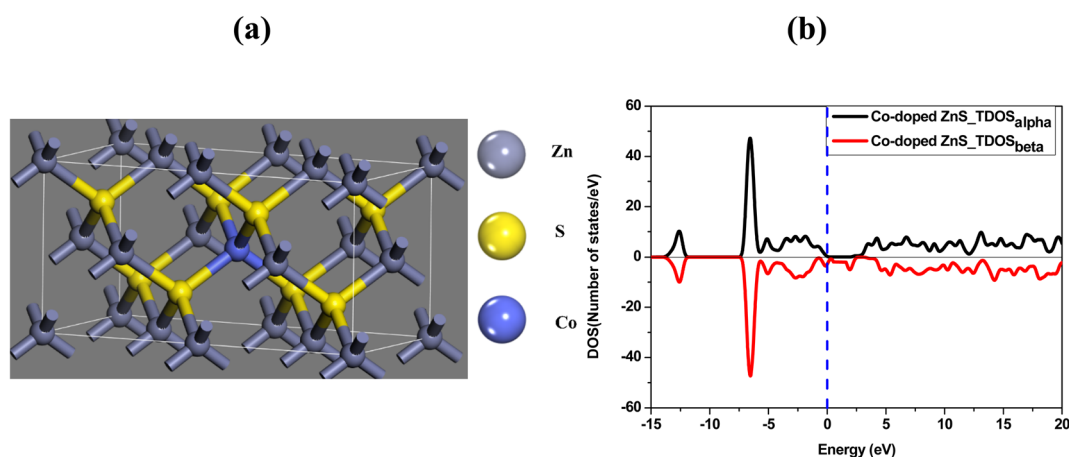 (a)
Zn
S
Co
(b)
Co-doped ZnS_TDOSalpha
Co-doped ZnS_TDOSbeta
60
40
20
0
-20
-40
-60
DOS(Number of states/eV)
-15
-10
-5
0
5
10
15
20
Energy (eV)